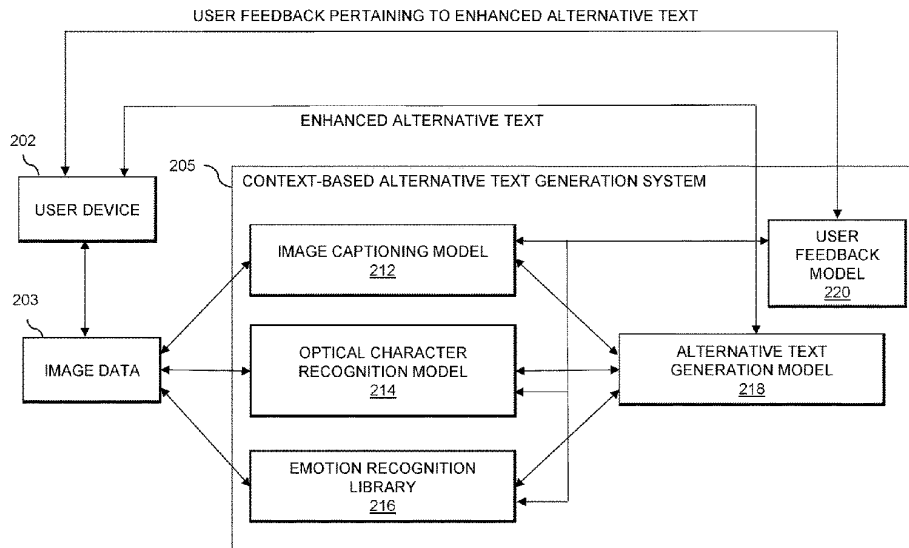 USER FEEDBACK PERTAINING TO ENHANCED ALTERNATIVE TEXT
ENHANCED ALTERNATIVE TEXT
202
205
CONTEXT-BASED ALTERNATIVE TEXT GENERATION SYSTEM
USER DEVICE
IMAGE CAPTIONING MODEL
212
USER
FEEDBACK
MODEL
220
203
IMAGE DATA
OPTICAL CHARACTER
RECOGNITION MODEL
214
ALTERNATIVE TEXT
GENERATION MODEL
218
EMOTION RECOGNITION
LIBRARY
216